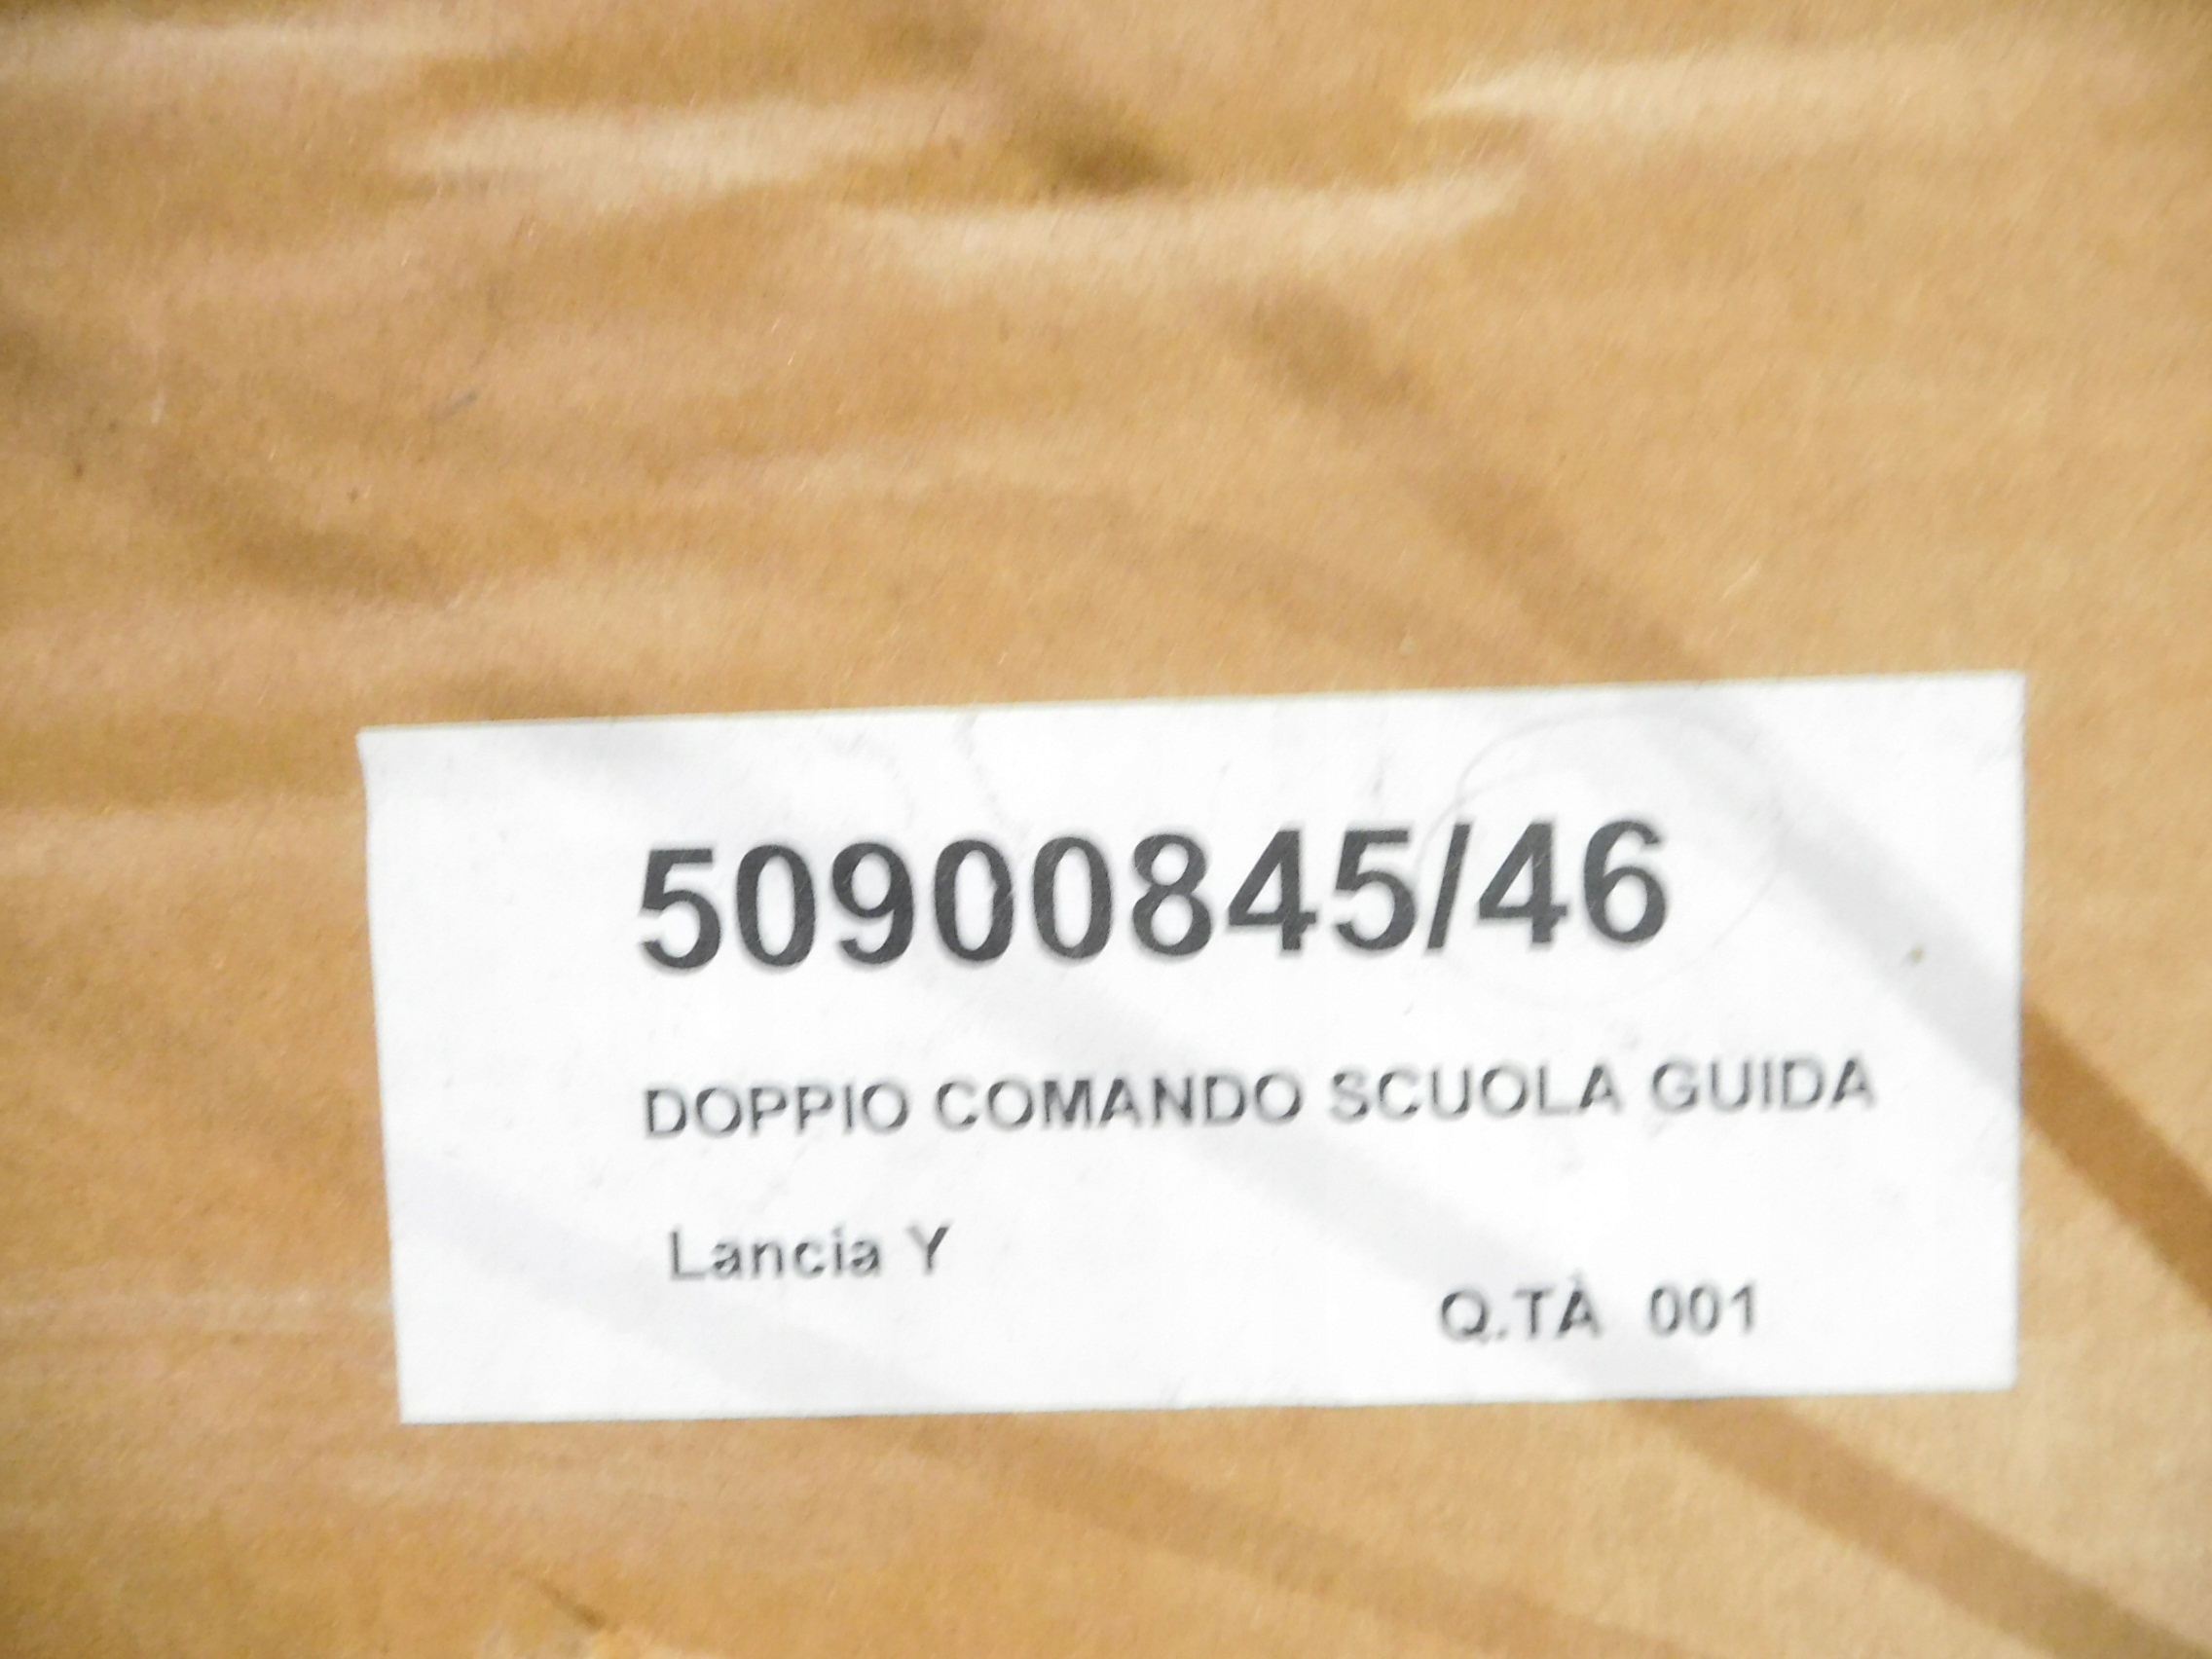 50900845/46
DOPPIO COMANDO SCUOLA GUIDA
Lancia Y
Q.TÀ 001